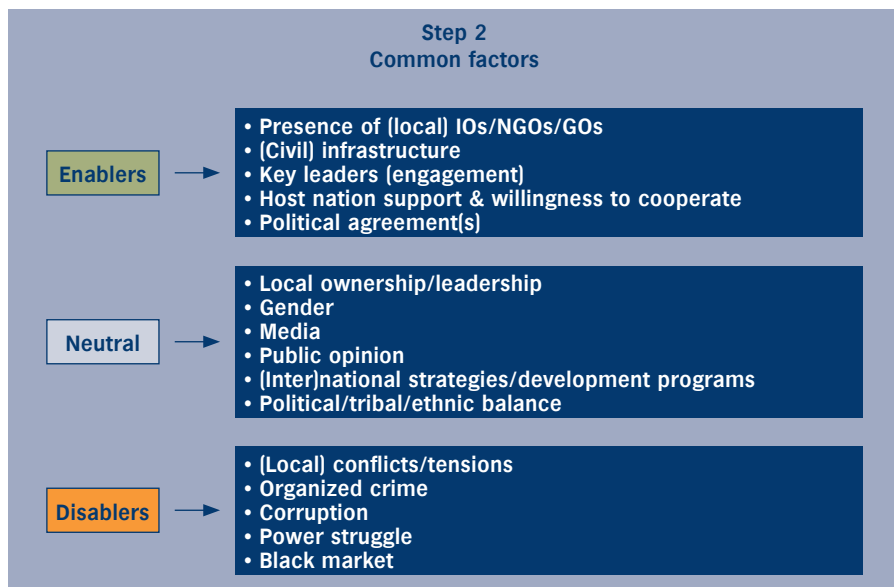 Step 2
Common factors
Enablers
• Presence of (local) IOs/NGOs/GOs
• (Civil) infrastructure
• Key leaders (engagement)
• Host nation support & willingness to cooperate
• Political agreement(s)
Neutral
• Local ownership/leadership
• Gender
• Media
• Public opinion
• (Inter)national strategies/development programs
• Political/tribal/ethnic balance
Disablers
• (Local) conflicts/tensions
• Organized crime
• Corruption
• Power struggle
• Black market